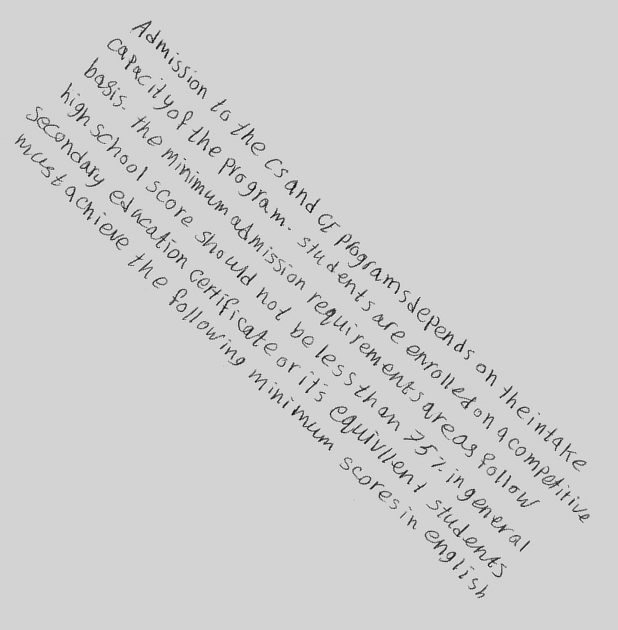 Admission to the CS and CE programs depends on the intake
capacity of the program. students are enrolled on a competitive
basis. the minimum admission requirements are as follow
high school score should not be less than 75% in general
secondary education certificate or it's equivllent students
must achieve the following minimum scores in english